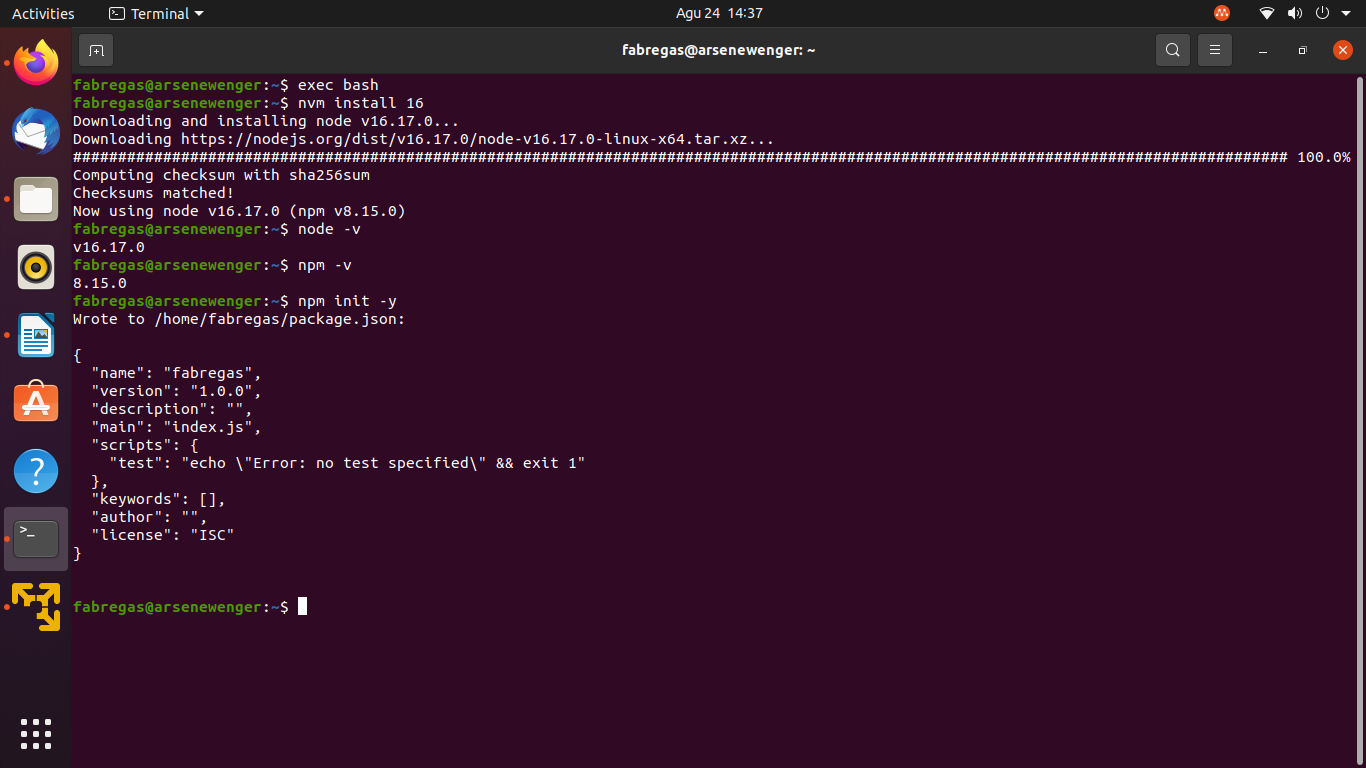 Activities
Terminal
Agu 24 14:37
fabregas@arsenewenger: ~
fabregas@arsenewenger:~$ exec bash
fabregas@arsenewenger:~$ nvm install 16
Downloading and installing node v16.17.0...
Downloading https://nodejs.org/dist/v16.17.0/node-v16.17.0-linux-x64.tar.xz...
####################################################################################################################################### 100.0%
Computing checksum with sha256sum
Checksums matched!
Now using node v16.17.0 (npm v8.15.0)
fabregas@arsenewenger:~$ node -v
v16.17.0
fabregas@arsenewenger:~$ npm -v
8.15.0
fabregas@arsenewenger:~$ npm init -y
Wrote to /home/fabregas/package.json:
{
  "name": "fabregas",
  "version": "1.0.0",
  "description": "",
  "main": "index.js",
  "scripts": {
    "test": "echo \"Error: no test specified\" && exit 1"
  },
  "keywords": [],
  "author": "",
  "license": "ISC"
}
fabregas@arsenewenger:~$